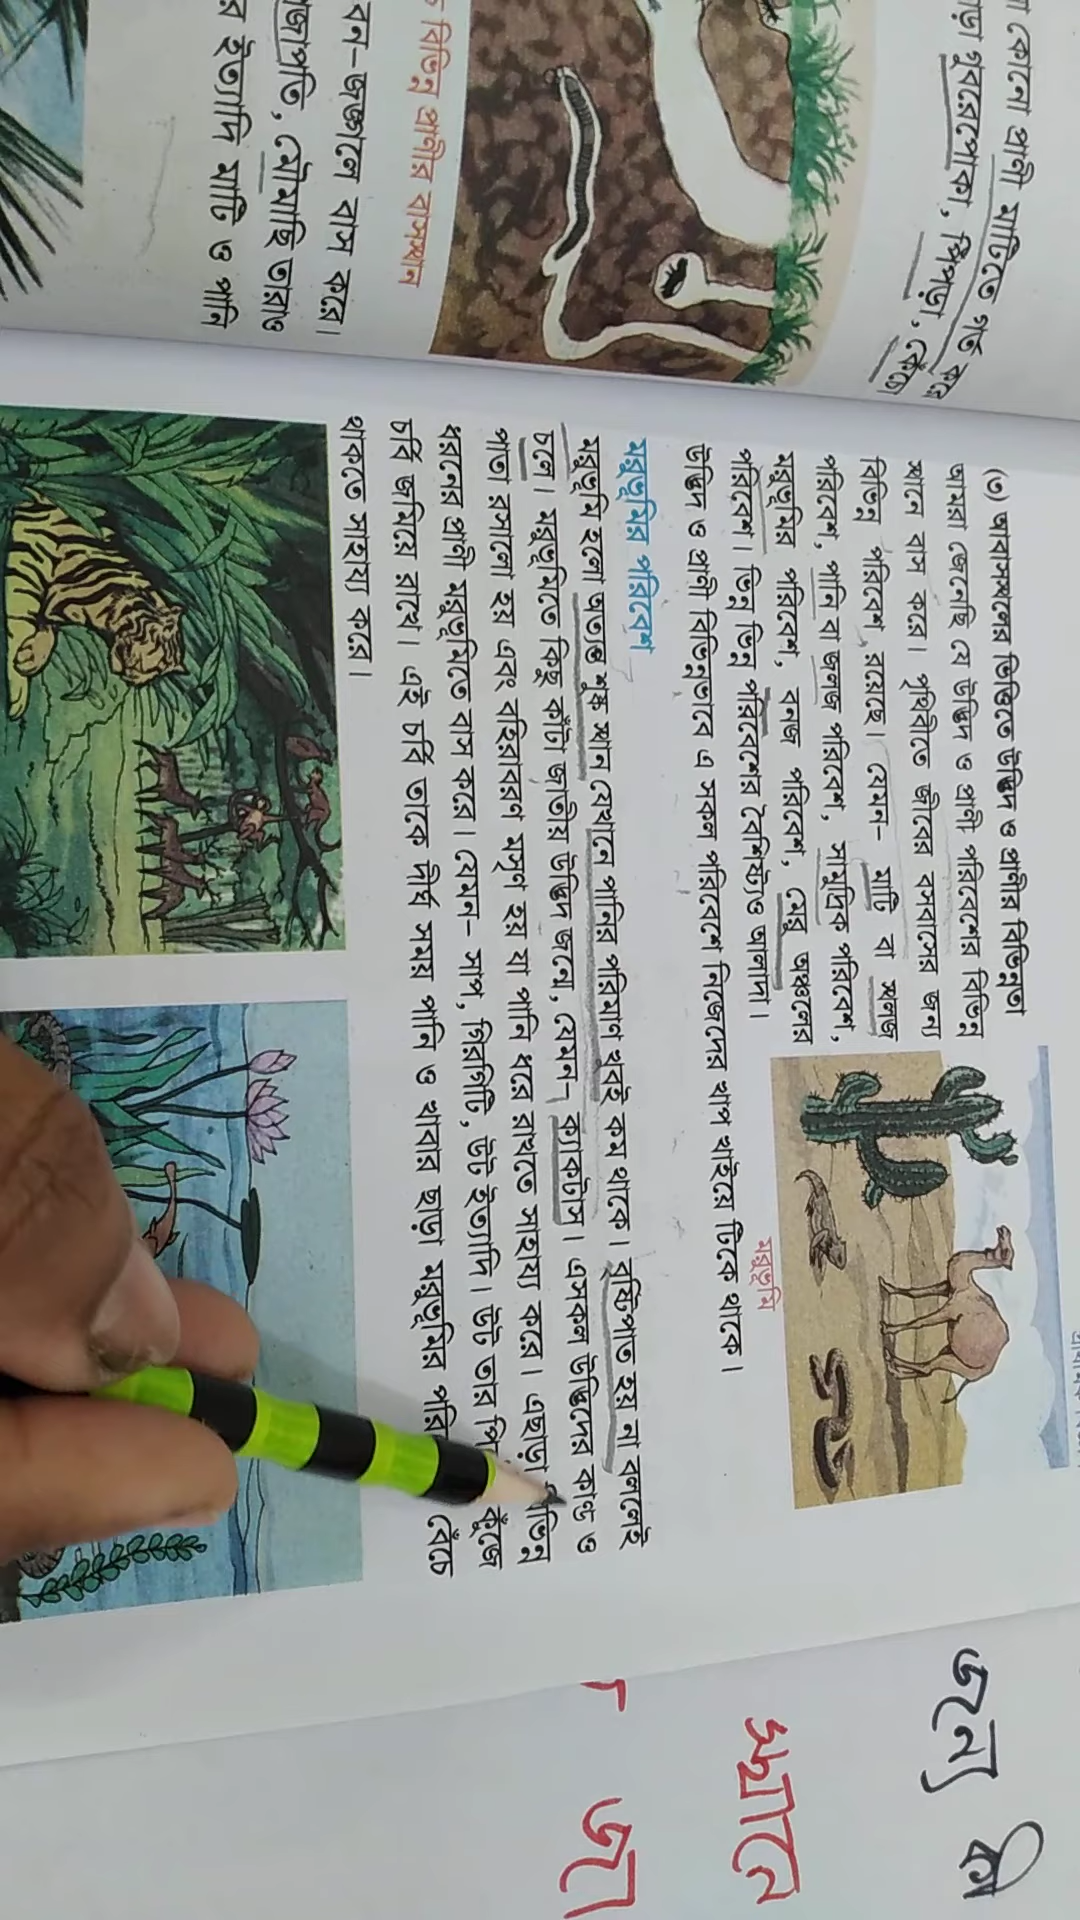 কোনো প্রাণী মাটিতে গর্ত করে
গুবরেপোকা, পিঁপড়া, কেঁচো
বিভিন্ন প্রাণীর বাসস্থান
বন-জঙ্গলে বাস করে।
প্রজাপতি, মৌমাছি তারাও
ইত্যাদি মাটি ও পানি
(৩) আবাসস্থলের ভিত্তিতে উদ্ভিদ ও প্রাণীর বিভিন্নতা
আমরা জেনেছি যে উদ্ভিদ ও প্রাণী পরিবেশের বিভিন্ন
স্থানে বাস করে। পৃথিবীতে জীবের বসবাসের জন্য
বিভিন্ন পরিবেশ রয়েছে। যেমন- মাটি বা স্থলজ
পরিবেশ, পানি বা জলজ পরিবেশ, সামুদ্রিক পরিবেশ,
মরুভূমির পরিবেশ, বনজ পরিবেশ, মেরু অঞ্চলের
পরিবেশ। ভিন্ন ভিন্ন পরিবেশের বৈশিষ্ট্যও আলাদা।
উদ্ভিদ ও প্রাণী বিভিন্নভাবে এ সকল পরিবেশে নিজেদের খাপ খাইয়ে টিকে থাকে।
মরুভূমি
মরুভূমির পরিবেশ
মরুভূমি হলো অত্যন্ত শুষ্ক স্থান যেখানে পানির পরিমাণ খুবই কম থাকে। বৃষ্টিপাত হয় না বললেই
চলে। মরুভূমিতে কিছু কাঁটা জাতীয় উদ্ভিদ জন্মে, যেমন- ক্যাকটাস। এসকল উদ্ভিদের কাণ্ড ও
পাতা রসালো হয় এবং বহিরাবরণ মসৃণ হয় যা পানি ধরে রাখতে সাহায্য করে। এছাড়া বিভিন্ন
ধরনের প্রাণী মরুভূমিতে বাস করে। যেমন- সাপ, গিরগিটি, উট ইত্যাদি। উট তার কুঁজে
চর্বি জমিয়ে রাখে। এই চর্বি তাকে দীর্ঘ সময় পানি ও খাবার ছাড়া মরুভূমির বেঁচে
থাকতে সাহায্য করে।
জন্য কী
স্থানে